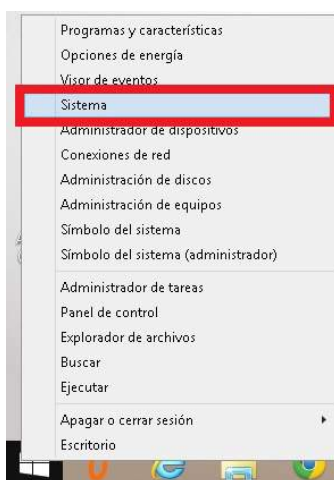 Programas y características
Opciones de energía
Visor de eventos
Sistema
Administrador de dispositivos
Conexiones de red
Administración de discos
Administración de equipos
Símbolo del sistema
Símbolo del sistema (administrador)
Administrador de tareas
Panel de control
Explorador de archivos
Buscar
Ejecutar
Apagar o cerrar sesión
Escritorio